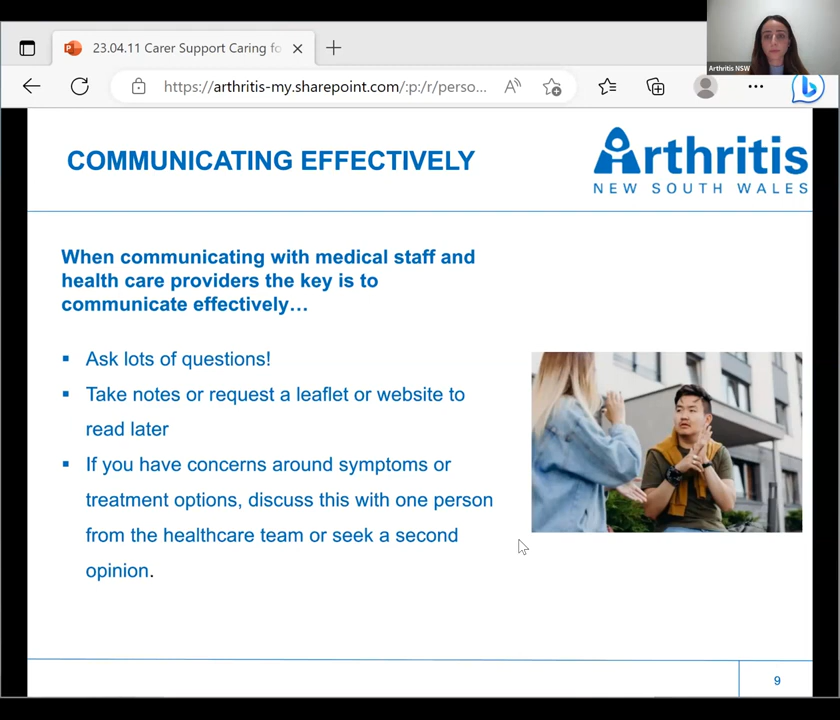 23.04.11 Carer Support Caring fo
Arthritis NSW
https://arthritis-my.sharepoint.com/:p:/r/perso...
COMMUNICATING EFFECTIVELY
Arthritis
NEW SOUTH WALES
When communicating with medical staff and
health care providers the key is to
communicate effectively…
▪ Ask lots of questions!
▪ Take notes or request a leaflet or website to
read later
▪ If you have concerns around symptoms or
treatment options, discuss this with one person
from the healthcare team or seek a second
opinion.
9